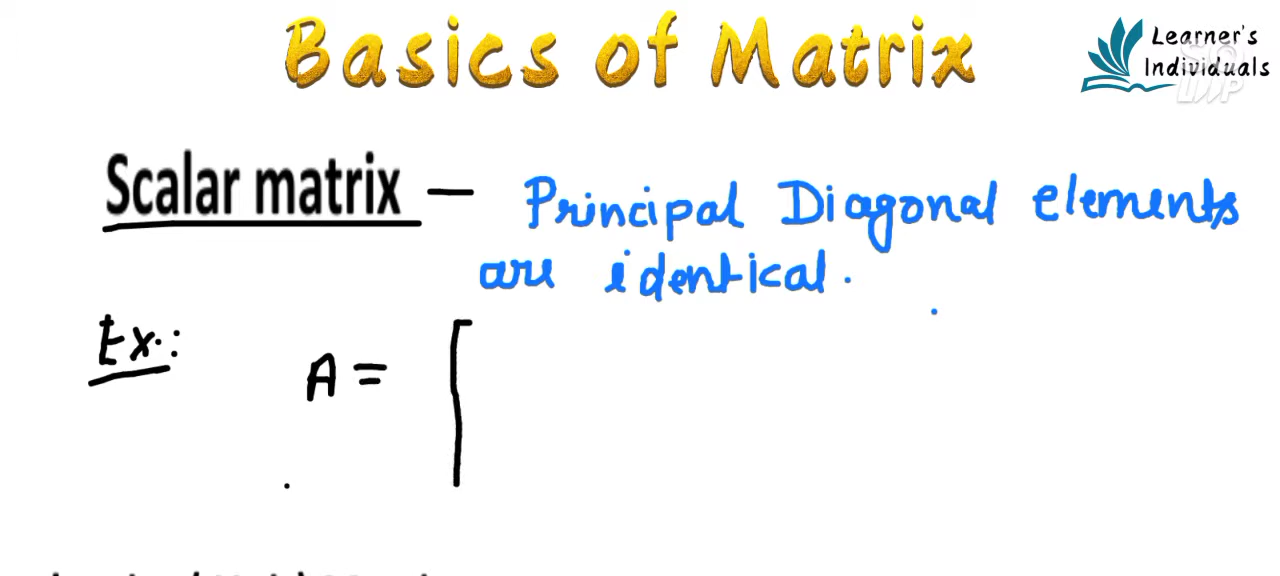 Basics of Matrix
Learner's
Individuals
Scalar matrix — Principal Diagonal elements
are identical.
Ex.:
A = [